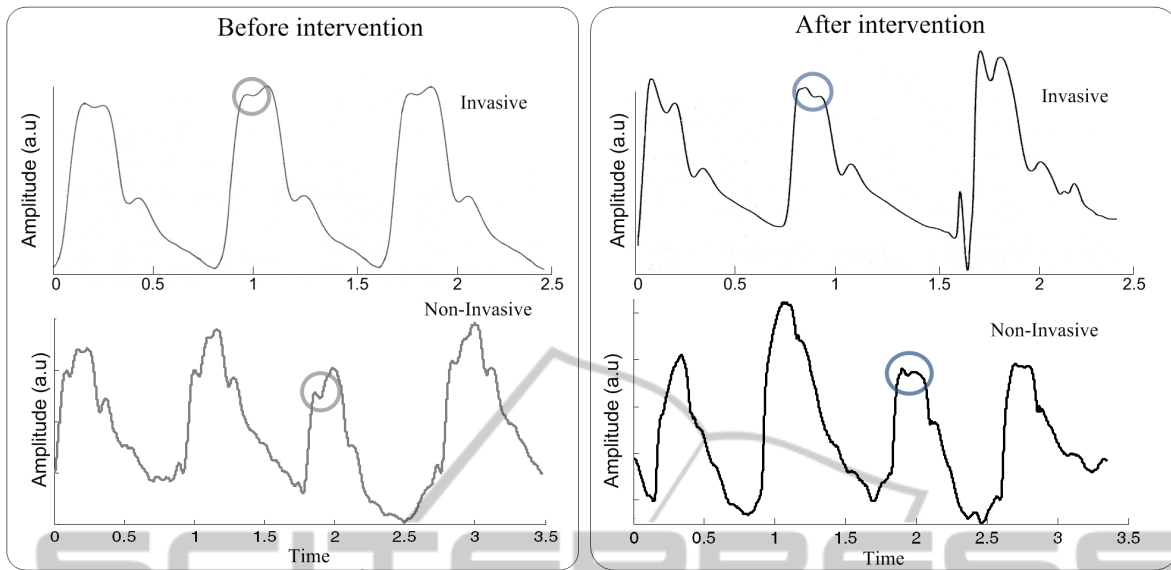 Before intervention
Invasive
Amplitude (a.u)
0 0.5 1 1.5 2 2.5
Non-Invasive
Amplitude (a.u)
0 0.5 1 1.5 2 2.5 3 3.5
Time
After intervention
Invasive
Amplitude (a.u)
0 0.5 1 1.5 2 2.5
Non-Invasive
Amplitude (a.u)
0 0.5 1 1.5 2 2.5 3 3.5
Time
SCITEPRESS